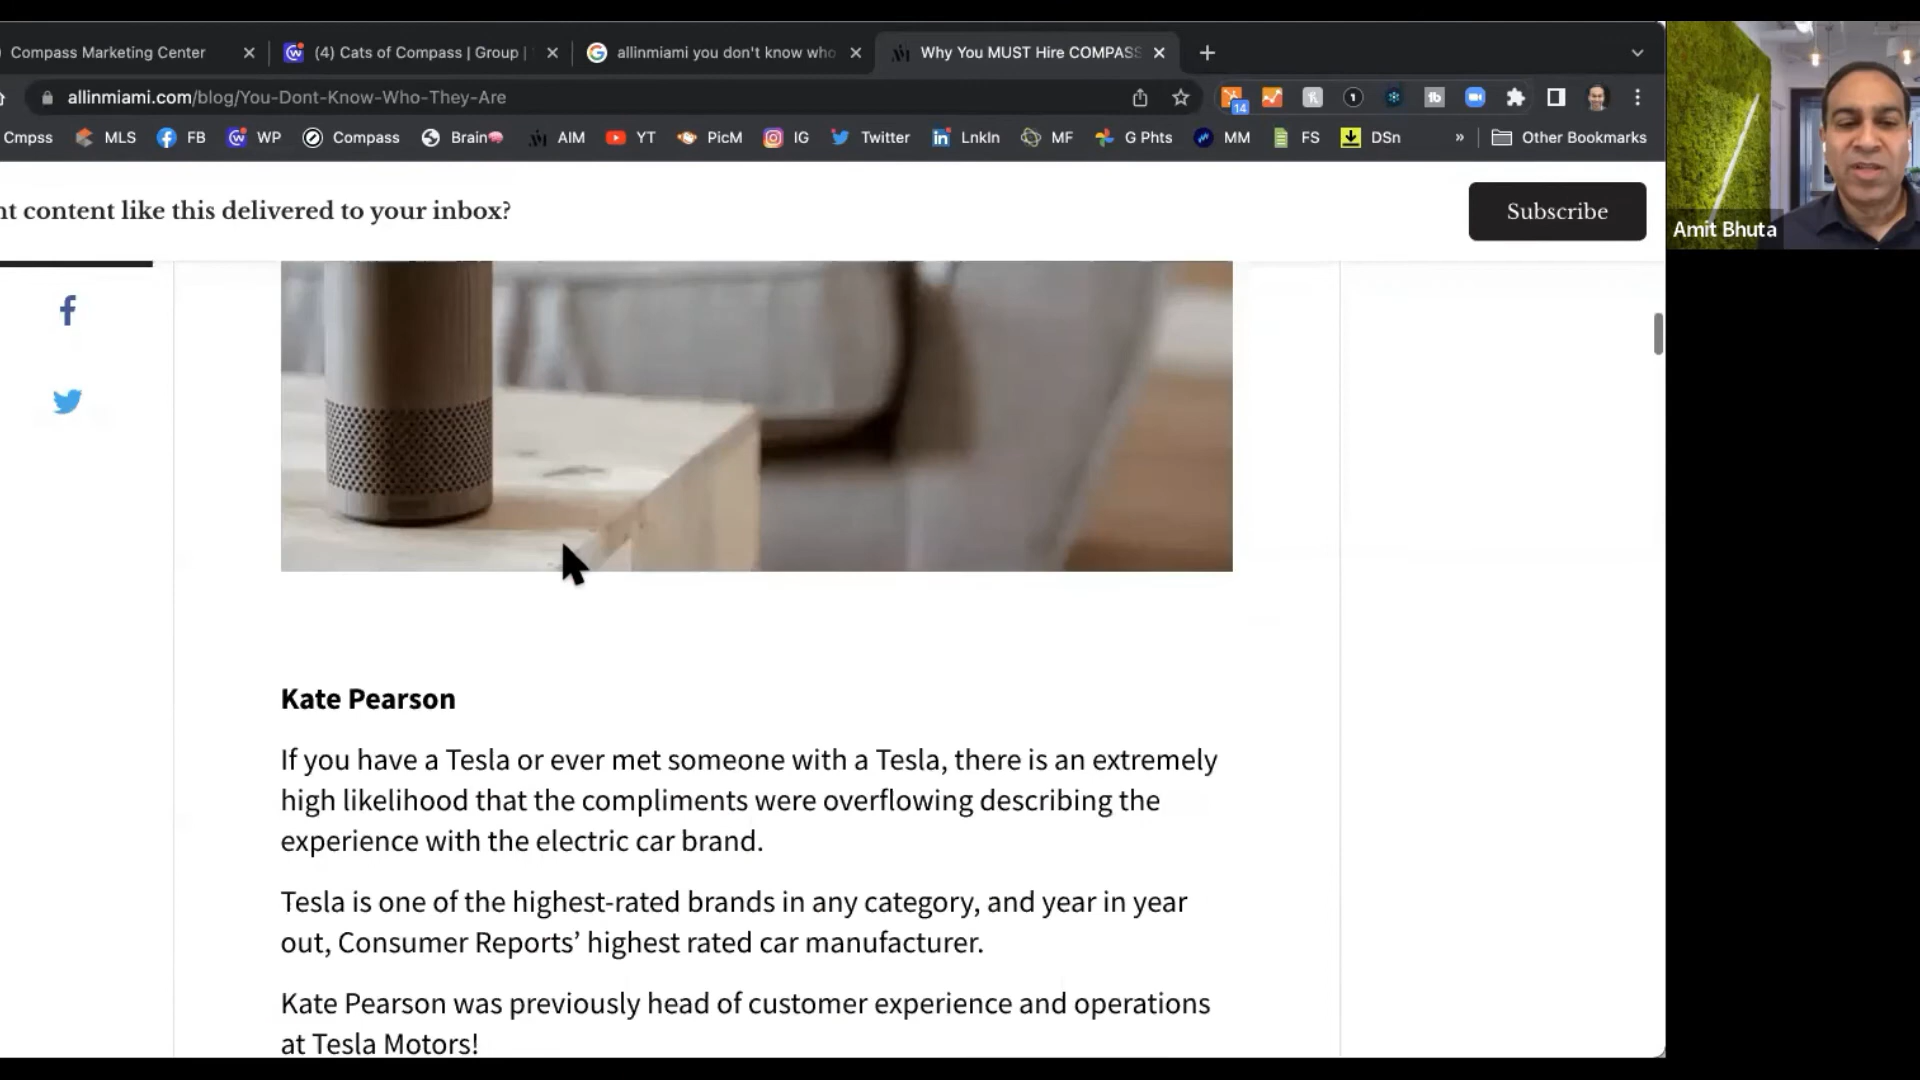 Compass Marketing Center
(4) Cats of Compass | Group |
allinmiami you don't know who
Why You MUST Hire COMPASS
allinmiami.com/blog/You-Dont-Know-Who-They-Are
14
Cmpss
MLS
FB
WP
Compass
Brain
AIM
YT
PicM
IG
Twitter
LnkIn
MF
G Phts
MM
FS
DSn
»
Other Bookmarks
Amit Bhuta
nt content like this delivered to your inbox?
Subscribe
Kate Pearson
If you have a Tesla or ever met someone with a Tesla, there is an extremely
high likelihood that the compliments were overflowing describing the
experience with the electric car brand.
Tesla is one of the highest-rated brands in any category, and year in year
out, Consumer Reports’ highest rated car manufacturer.
Kate Pearson was previously head of customer experience and operations
at Tesla Motors!